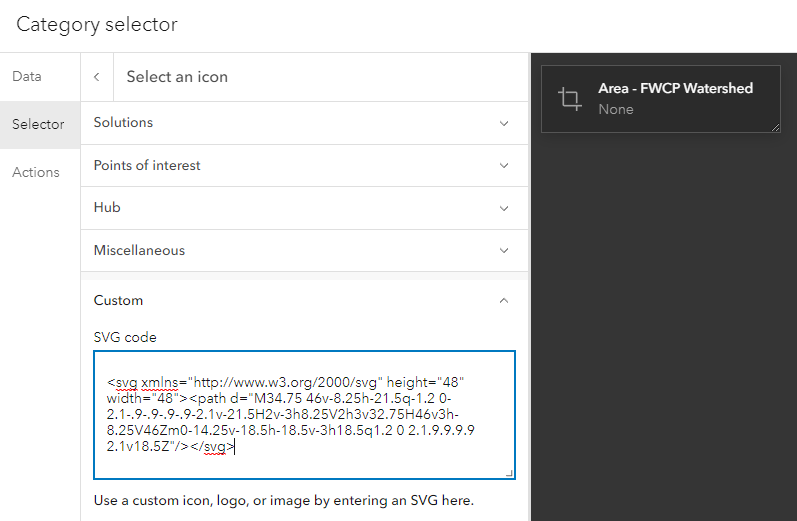 Category selector
Data
Select an icon
Selector
Actions
Solutions
Points of interest
Hub
Miscellaneous
Custom
SVG code
<svg xmlns="http://www.w3.org/2000/svg" height="48"
width="48"><path d="M34.75 46v-8.25h-21.5q-1.2 0-
2.1-.9-.9-.9-.9-2.1v-21.5H2v-3h8.25V2h3v32.75H46v3h-
8.25V46Zm0-14.25v-18.5h-18.5v-3h18.5q1.2 0 2.1.9.9.9.9
2.1v18.5Z"/></svg>
Use a custom icon, logo, or image by entering an SVG here.
Area - FWCP Watershed
None